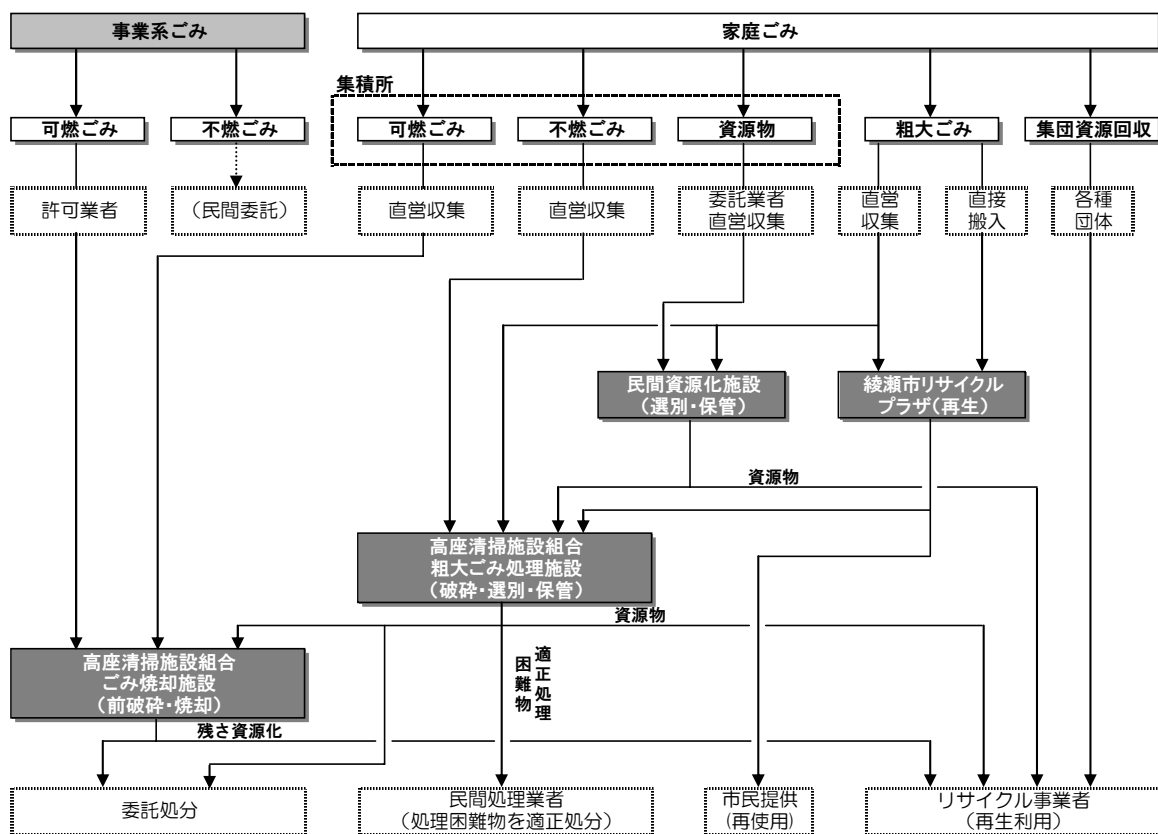 事業系ごみ
家庭ごみ
集積所
可燃ごみ
不燃ごみ
可燃ごみ
不燃ごみ
資源物
粗大ごみ
集団資源回収
許可業者
（民間委託）
直営収集
直営収集
委託業者
直営収集
直営
収集
直接
搬入
各種
団体
民間資源化施設
（選別・保管）
綾瀬市リサイクル
プラザ（再生）
資源物
高座清掃施設組合
粗大ごみ処理施設
（破砕・選別・保管）
資源物
高座清掃施設組合
ごみ焼却施設
（前破砕・焼却）
適正処理
困難物
残さ資源化
委託処分
民間処理業者
（処理困難物を適正処分）
市民提供
（再使用）
リサイクル事業者
（再生利用）